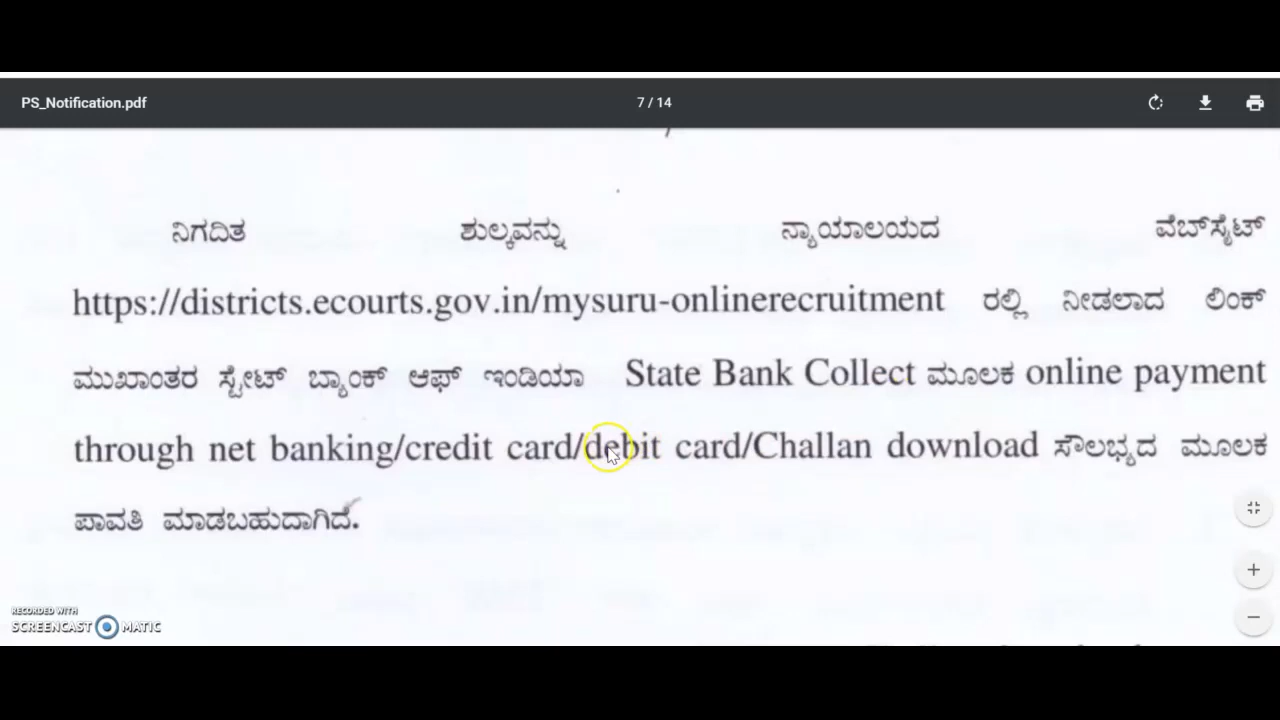 PS_Notification.pdf 7 / 14
ನಿಗದಿತ ಶುಲ್ಕವನ್ನು ನ್ಯಾಯಾಲಯದ ವೆಬ್‌ಸೈಟ್
https://districts.ecourts.gov.in/mysuru-onlinerecruitment ರಲ್ಲಿ ನೀಡಲಾದ ಲಿಂಕ್
ಮುಖಾಂತರ ಸ್ಟೇಟ್ ಬ್ಯಾಂಕ್ ಆಫ್ ಇಂಡಿಯಾ State Bank Collect ಮೂಲಕ online payment
through net banking/credit card/debit card/Challan download ಸೌಲಭ್ಯದ ಮೂಲಕ
ಪಾವತಿ ಮಾಡಬಹುದಾಗಿದೆ.
RECORDED WITH
SCREENCAST MATIC